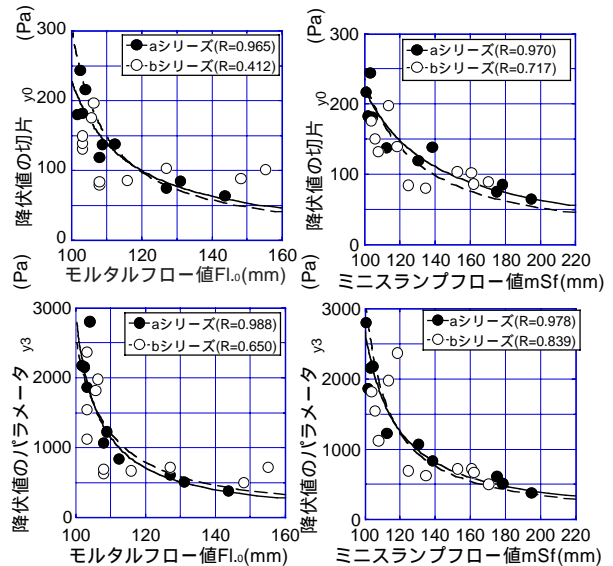 (Pa)
降伏値の切片 y0
300
200
100
0
100 110 120 130 140 150 160
aシリーズ(R=0.965)
bシリーズ(R=0.412)
モルタルフロー値Fl.0(mm)
(Pa)
降伏値の切片 y0
300
200
100
0
100 120 140 160 180 200 220
aシリーズ(R=0.970)
bシリーズ(R=0.717)
ミニスランプフロー値mSf(mm)
(Pa)
降伏値のパラメータ y3
3000
2000
1000
0
100 110 120 130 140 150 160
aシリーズ(R=0.988)
bシリーズ(R=0.650)
モルタルフロー値Fl.0(mm)
(Pa)
降伏値のパラメータ y3
3000
2000
1000
0
100 120 140 160 180 200 220
aシリーズ(R=0.978)
bシリーズ(R=0.839)
ミニスランプフロー値mSf(mm)